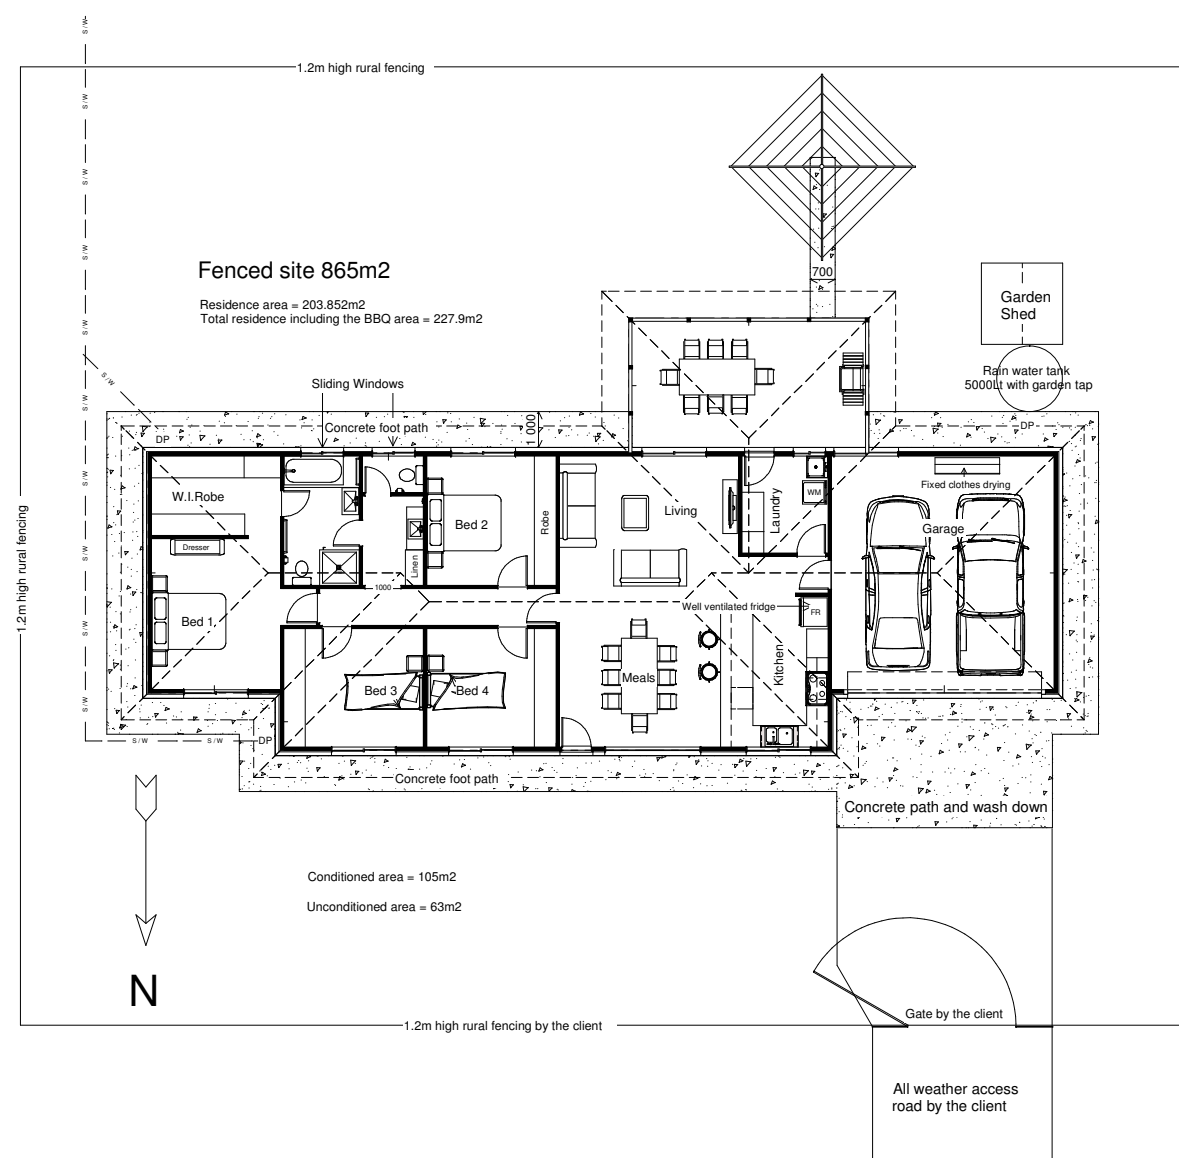 S/W
1.2m high rural fencing
S/W
S/W
S/W
Fenced site 865m2
700
Garden
Shed
Residence area = 203.852m2
Total residence including the BBQ area = 227.9m2
S/W
Rain water tank
5000Lt with garden tap
S/W
Sliding Windows
Concrete foot path
1 000
DP
DP
S/W
Fixed clothes drying
W.I.Robe
WM
Bed 2
Robe
Living
Laundry
Garage
1.2m high rural fencing
S/W
Dresser
Linen
1000
Well ventilated fridge
FR
Bed 1
S/W
Meals
Kitchen
Bed 3
Bed 4
S/W
S/W
S/W
DP
Concrete foot path
Concrete path and wash down
Conditioned area = 105m2
Unconditioned area = 63m2
N
Gate by the client
1.2m high rural fencing by the client
All weather access
road by the client